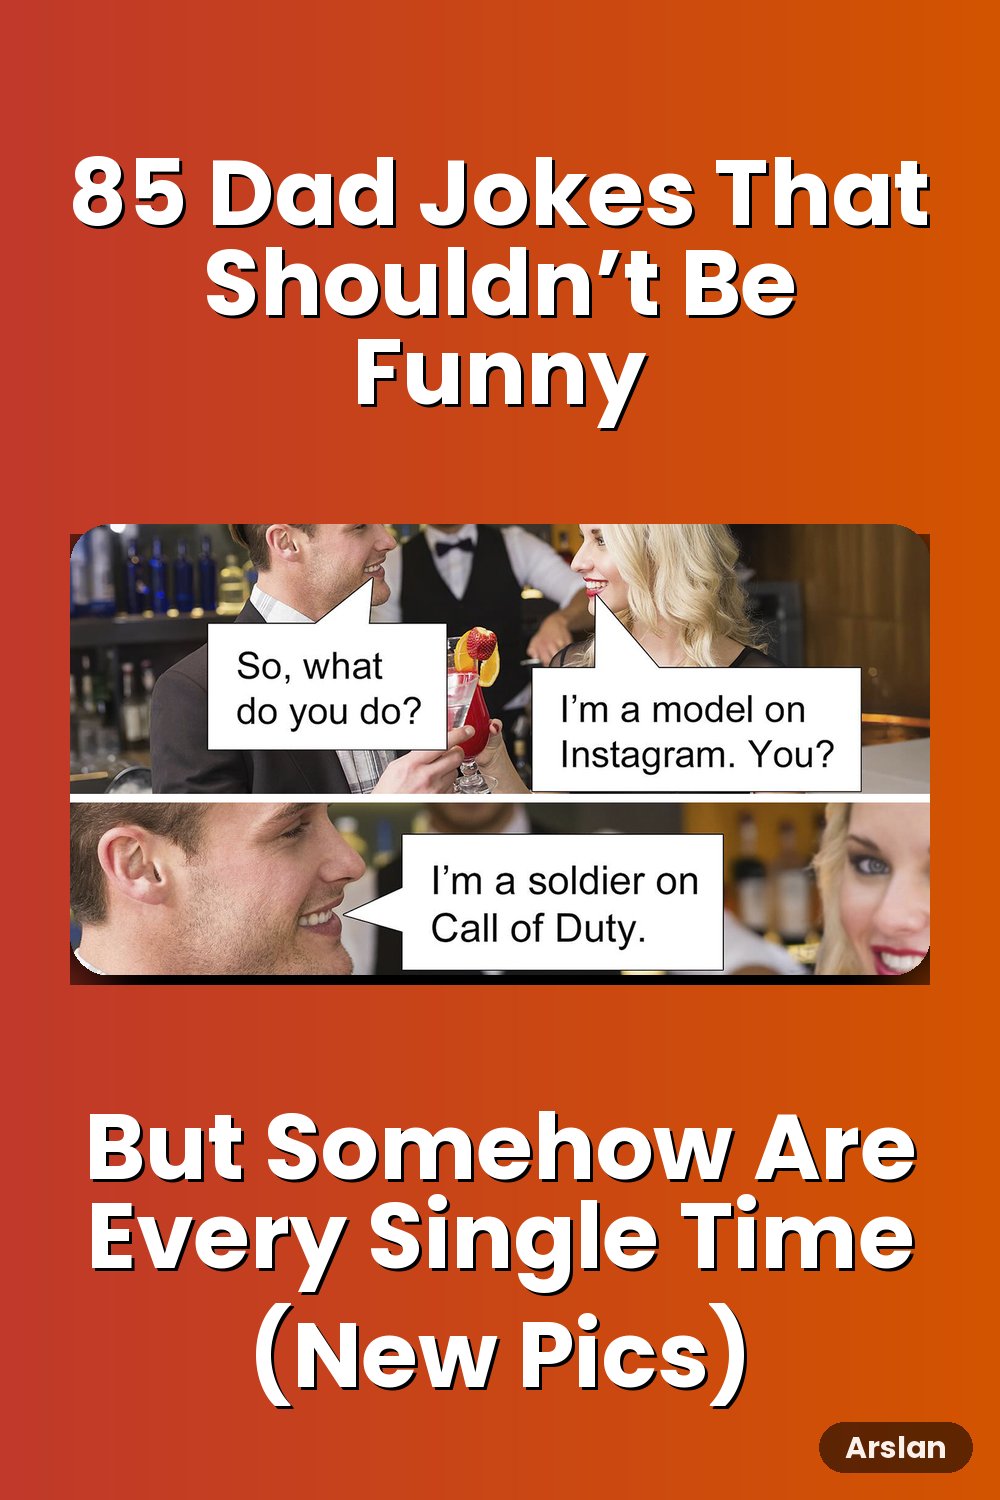 85 Dad Jokes That
Shouldn’t Be
Funny
So, what
do you do?
I’m a model on
Instagram. You?
I’m a soldier on
Call of Duty.
But Somehow Are
Every Single Time
(New Pics)
Arslan